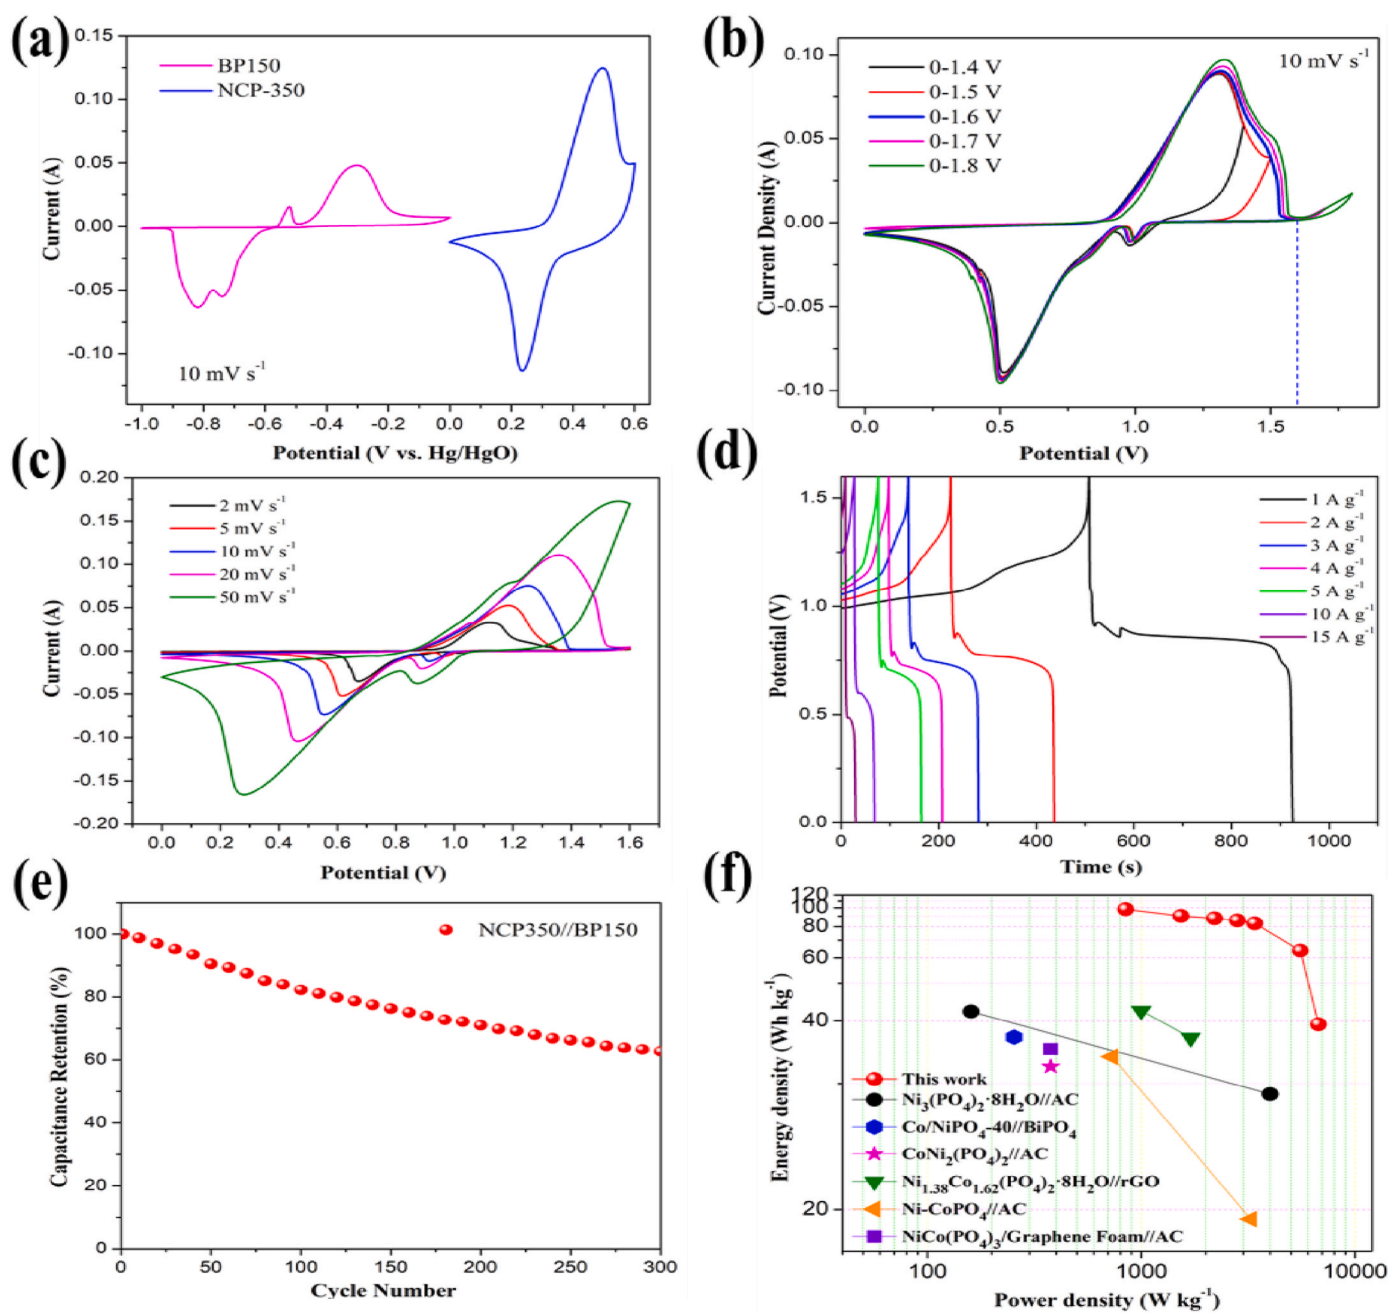 (a)
0.15
0.10
0.05
0.00
-0.05
-0.10
Current (A)
BP150
NCP-350
10 mV s⁻¹
-1.0 -0.8 -0.6 -0.4 -0.2 0.0 0.2 0.4 0.6
Potential (V vs. Hg/HgO)
(b)
0.10
0.05
0.00
-0.05
-0.10
Current Density (A)
0-1.4 V
0-1.5 V
0-1.6 V
0-1.7 V
0-1.8 V
10 mV s⁻¹
0.0 0.5 1.0 1.5
Potential (V)
(c)
0.20
0.15
0.10
0.05
0.00
-0.05
-0.10
-0.15
-0.20
Current (A)
2 mV s⁻¹
5 mV s⁻¹
10 mV s⁻¹
20 mV s⁻¹
50 mV s⁻¹
0.0 0.2 0.4 0.6 0.8 1.0 1.2 1.4 1.6
Potential (V)
(d)
1.5
1.0
0.5
0.0
Potential (V)
1 A g⁻¹
2 A g⁻¹
3 A g⁻¹
4 A g⁻¹
5 A g⁻¹
10 A g⁻¹
15 A g⁻¹
0 200 400 600 800 1000
Time (s)
(e)
100
80
60
40
20
0
Capacitance Retention (%)
NCP350//BP150
0 50 100 150 200 250 300
Cycle Number
(f)
120
100
80
60
40
20
Energy density (Wh kg⁻¹)
This work
Ni₃(PO₄)₂·8H₂O//AC
Co/NiPO₄-40//BiPO₄
CoNi₂(PO₄)₂//AC
Ni₁.₃₈Co₁.₆₂(PO₄)₂·8H₂O//rGO
Ni-CoPO₄//AC
NiCo(PO₄)₃/Graphene Foam//AC
100 1000 10000
Power density (W kg⁻¹)